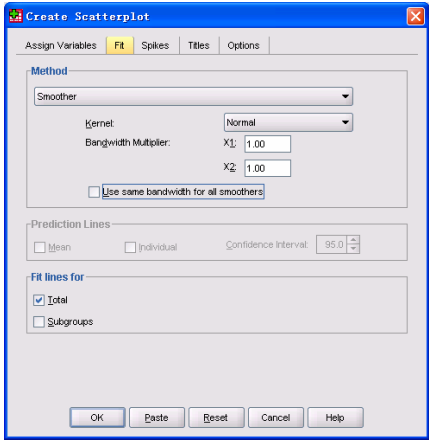 Create Scatterplot
Assign Variables Fit Spikes Titles Options
Method
Smoother
Kernel: Normal
Bandwidth Multiplier: X1: 1.00
X2: 1.00
Use same bandwidth for all smoothers
Prediction Lines
Mean Individual Confidence Interval: 95.0
Fit lines for
Total
Subgroups
OK Paste Reset Cancel Help